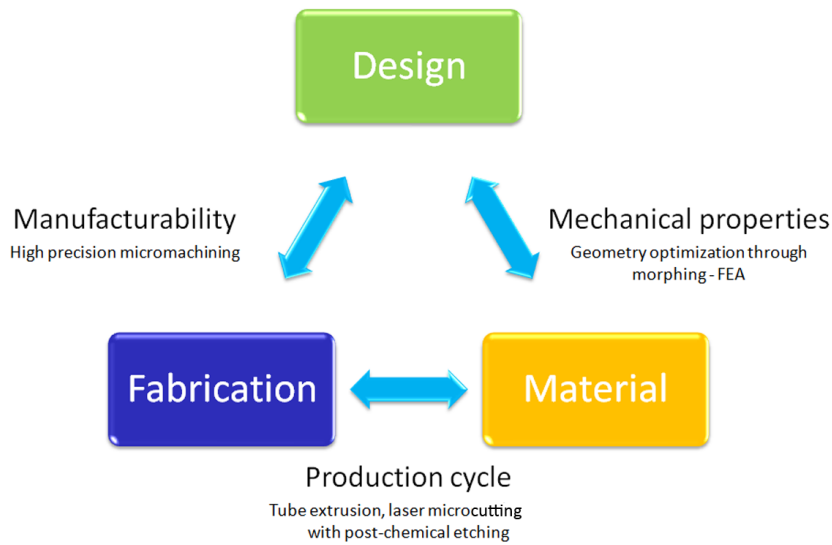 Design
Manufacturability
High precision micromachining
Mechanical properties
Geometry optimization through
morphing - FEA
Fabrication
Material
Production cycle
Tube extrusion, laser microcutting
with post-chemical etching